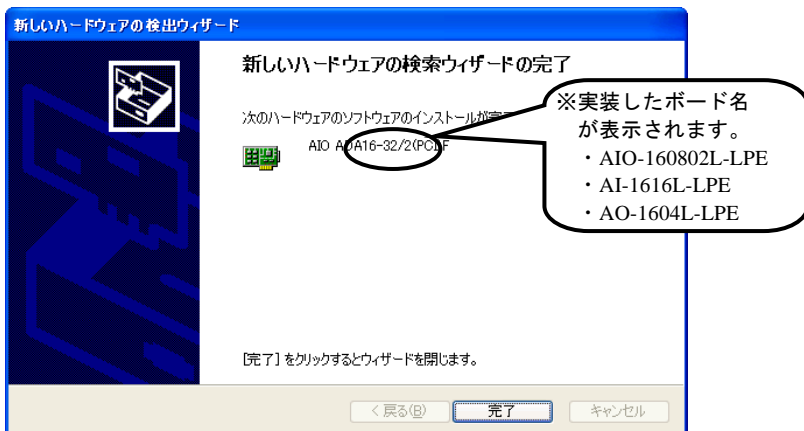 新しいハードウェアの検出ウィザード
新しいハードウェアの検索ウィザードの完了
次のハードウェアのソフトウェアのインストールが完了
AIO ADA16-32/2(PCI)F
※実装したボード名
が表示されます。
・AIO-160802L-LPE
・AI-1616L-LPE
・AO-1604L-LPE
[完了] をクリックするとウィザードを閉じます。
< 戻る(B)
完了
キャンセル